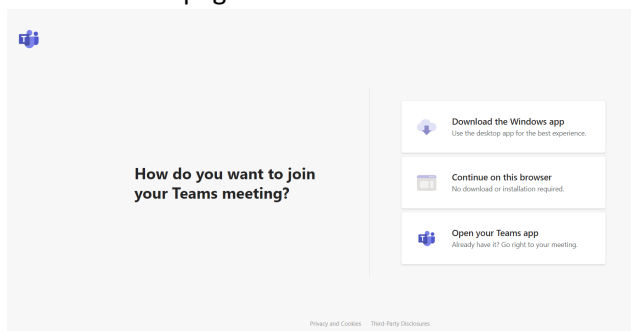 How do you want to join
your Teams meeting?
Download the Windows app
Use the desktop app for the best experience.
Continue on this browser
No download or installation required.
Open your Teams app
Already have it? Go right to your meeting.
Privacy and Cookies Third-Party Disclosures